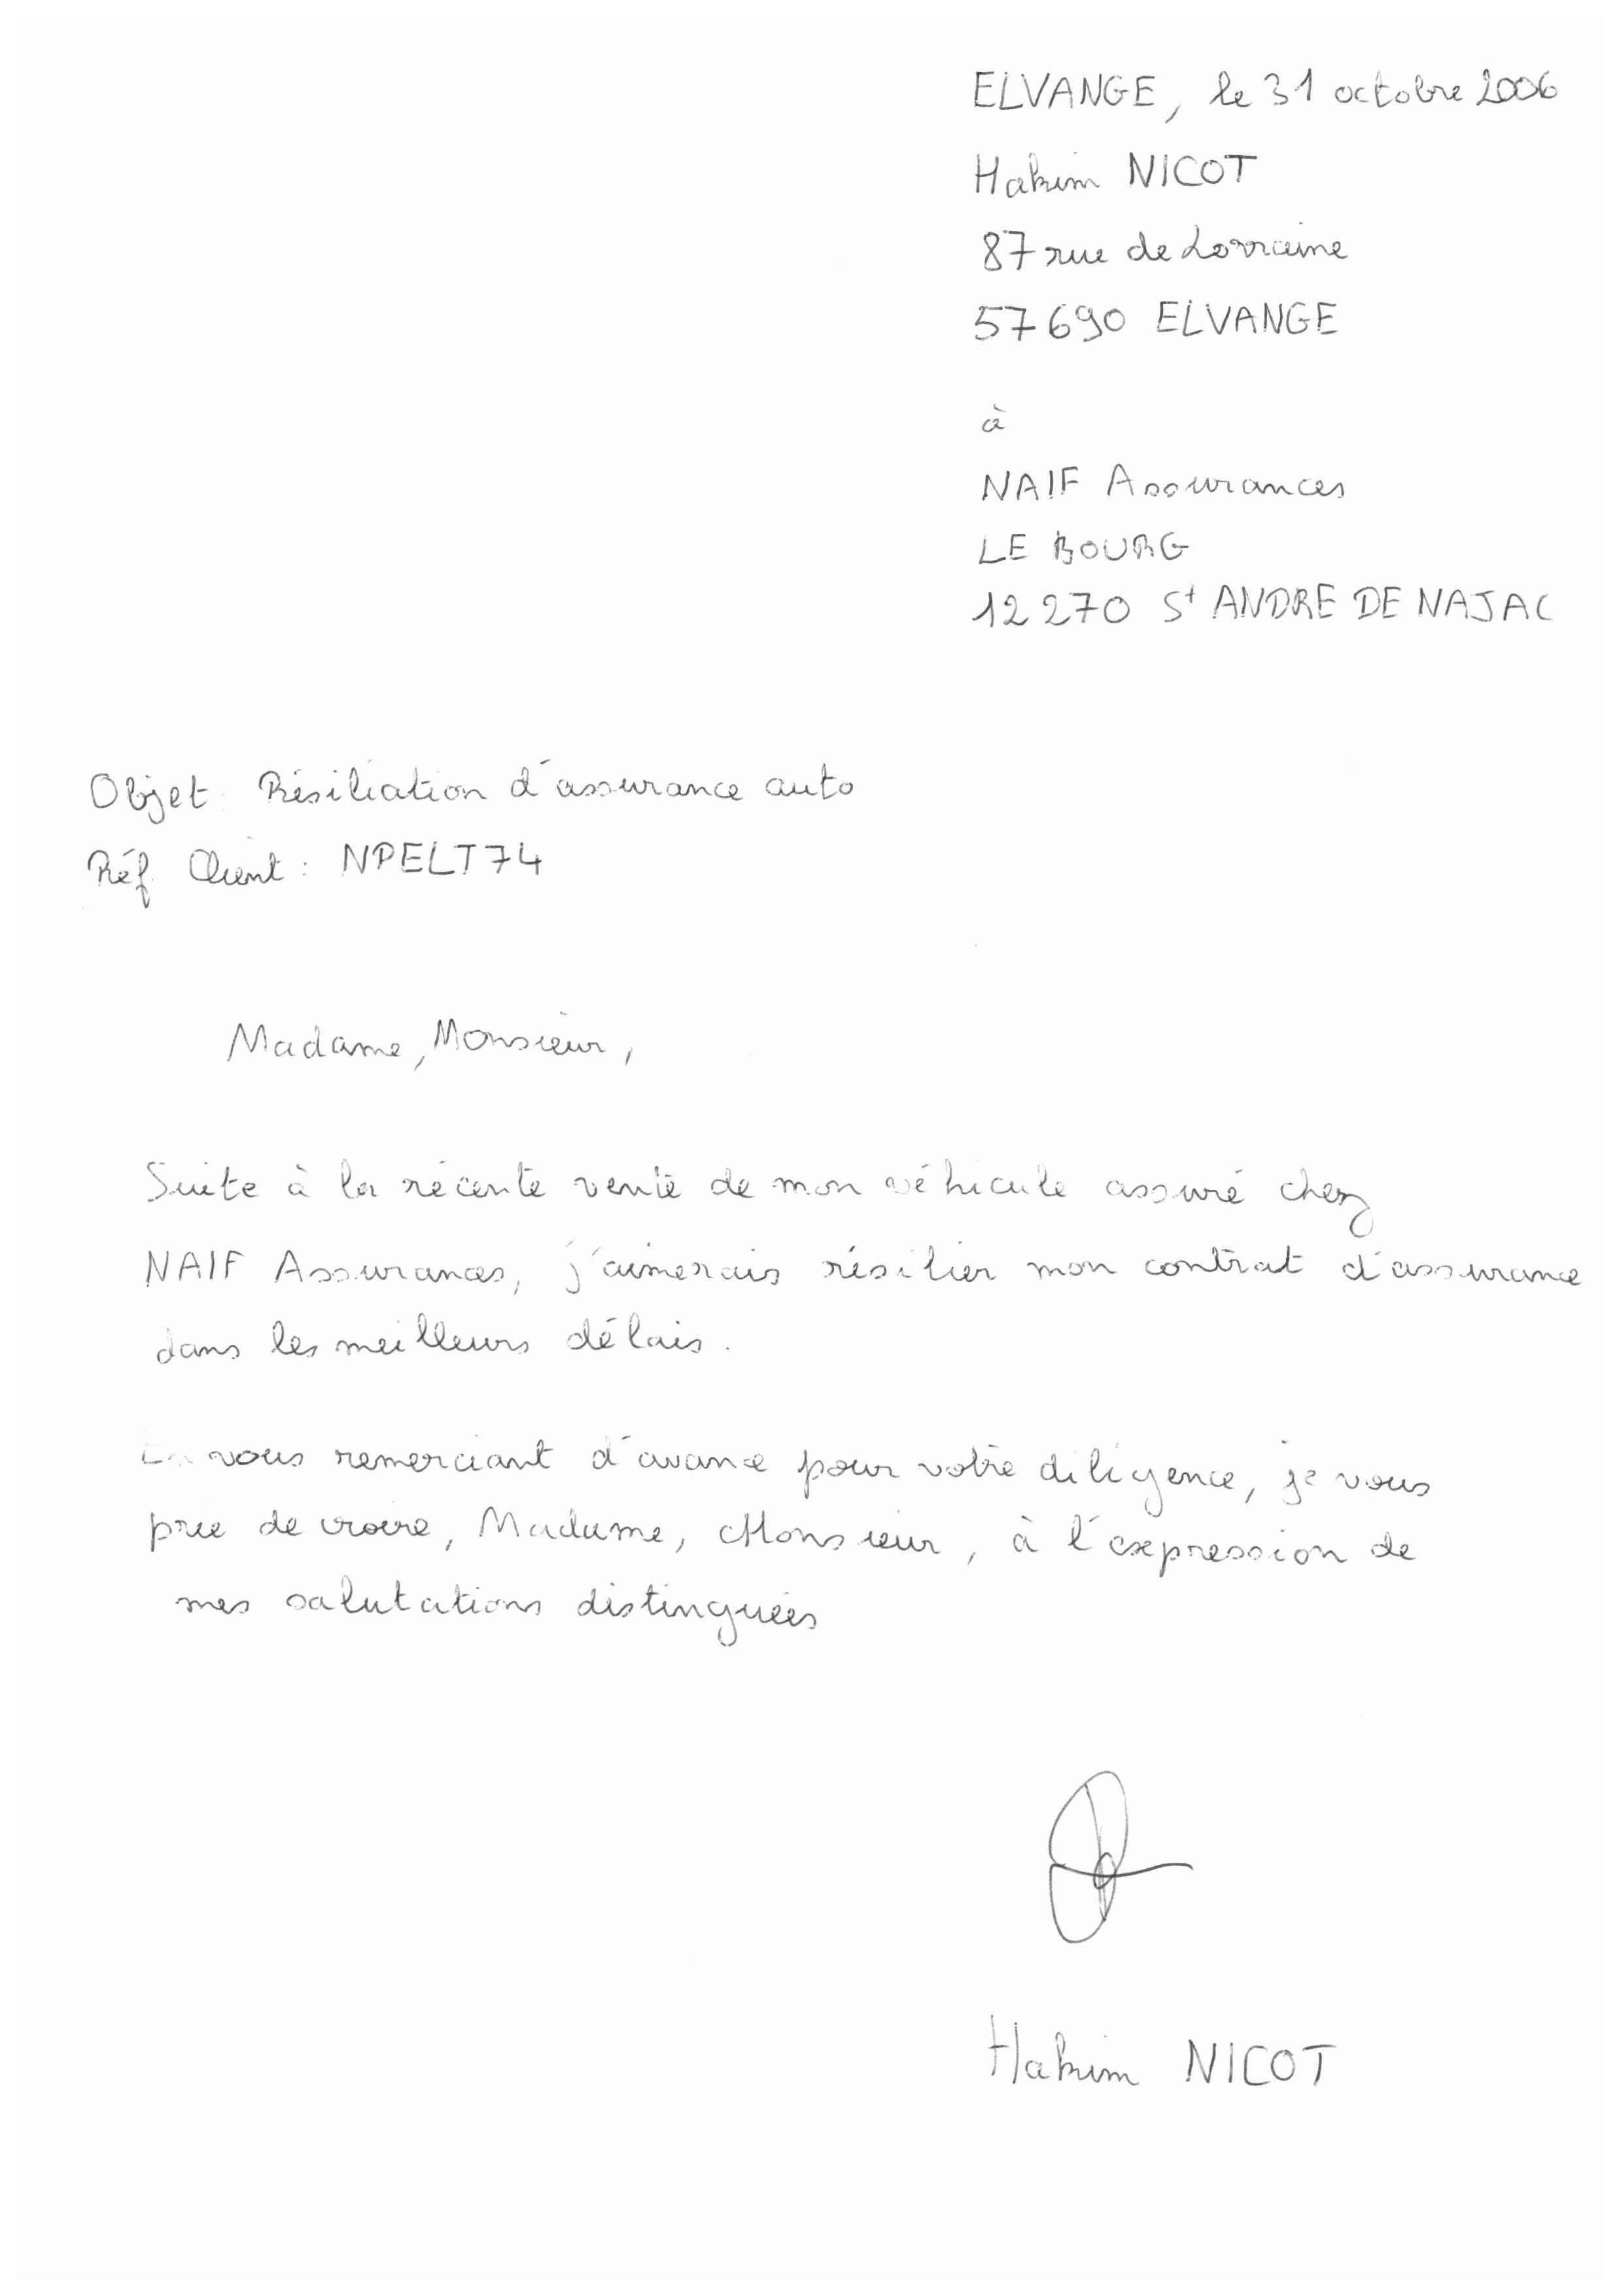 ELVANGE, le 31 octobre 2006
Hakim NICOT
87 rue de Lorraine
57690 ELVANGE
à
NAIF Assurances
LE BOURG
12270 St ANDRE DE NAJAC
Objet : Résiliation d'assurance auto
Réf. Client : NPELT74
Madame, Monsieur,
Suite à la récente vente de mon véhicule assuré chez
NAIF Assurances, j'aimerais résilier mon contrat d'assurance
dans les meilleurs délais.
En vous remerciant d'avance pour votre diligence, je vous
prie de croire, Madame, Monsieur, à l'expression de
mes salutations distinguées
Hakim NICOT